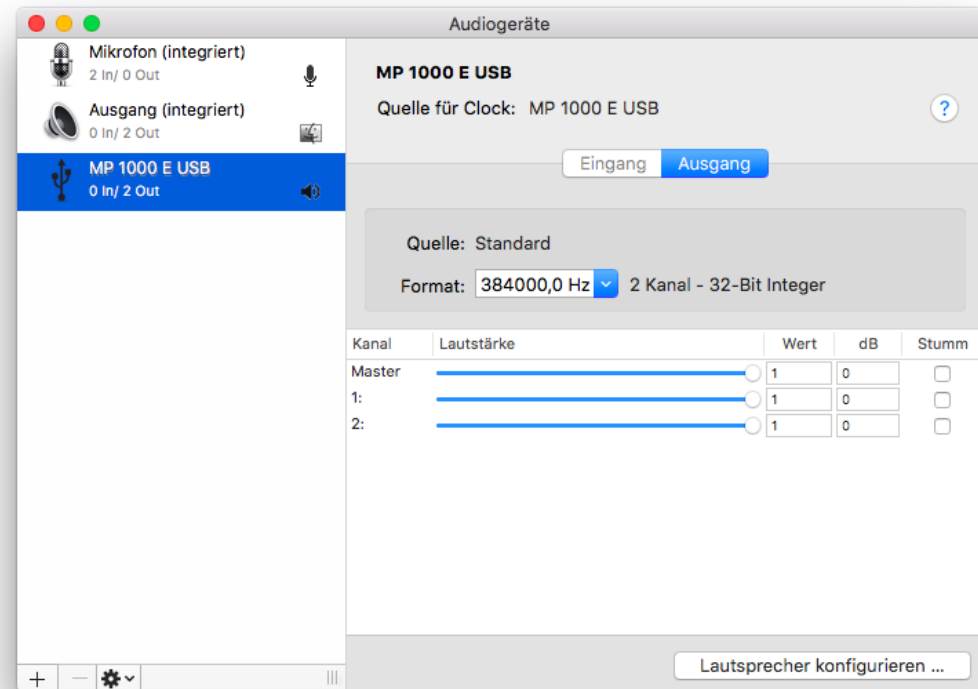 Audiogeräte
Mikrofon (integriert)
2 In/ 0 Out
Ausgang (integriert)
0 In/ 2 Out
MP 1000 E USB
0 In/ 2 Out
MP 1000 E USB
Quelle für Clock: MP 1000 E USB
?
Eingang Ausgang
Quelle: Standard
Format: 384000,0 Hz 2 Kanal - 32-Bit Integer
Kanal Lautstärke Wert dB Stumm
Master 1 0
1: 1 0
2: 1 0
Lautsprecher konfigurieren ...